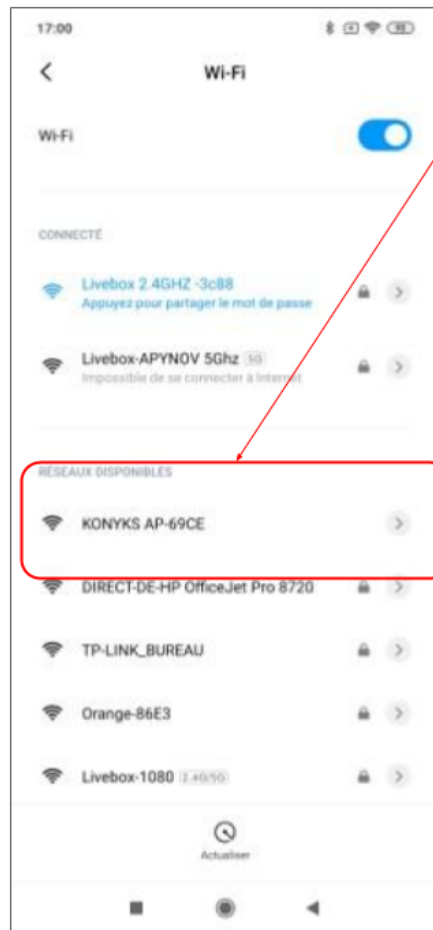 17:00
Wi-Fi
Wi-Fi
CONNECTÉ
Livebox 2.4GHZ -3c88
Appuyez pour partager le mot de passe
Livebox-APYNOV 5Ghz 5G
Impossible de se connecter à Internet
RÉSEAUX DISPONIBLES
KONYKS AP-69CE
DIRECT-DE-HP OfficeJet Pro 8720
TP-LINK_BUREAU
Orange-86E3
Livebox-1080 2.4G/5G
Actualiser